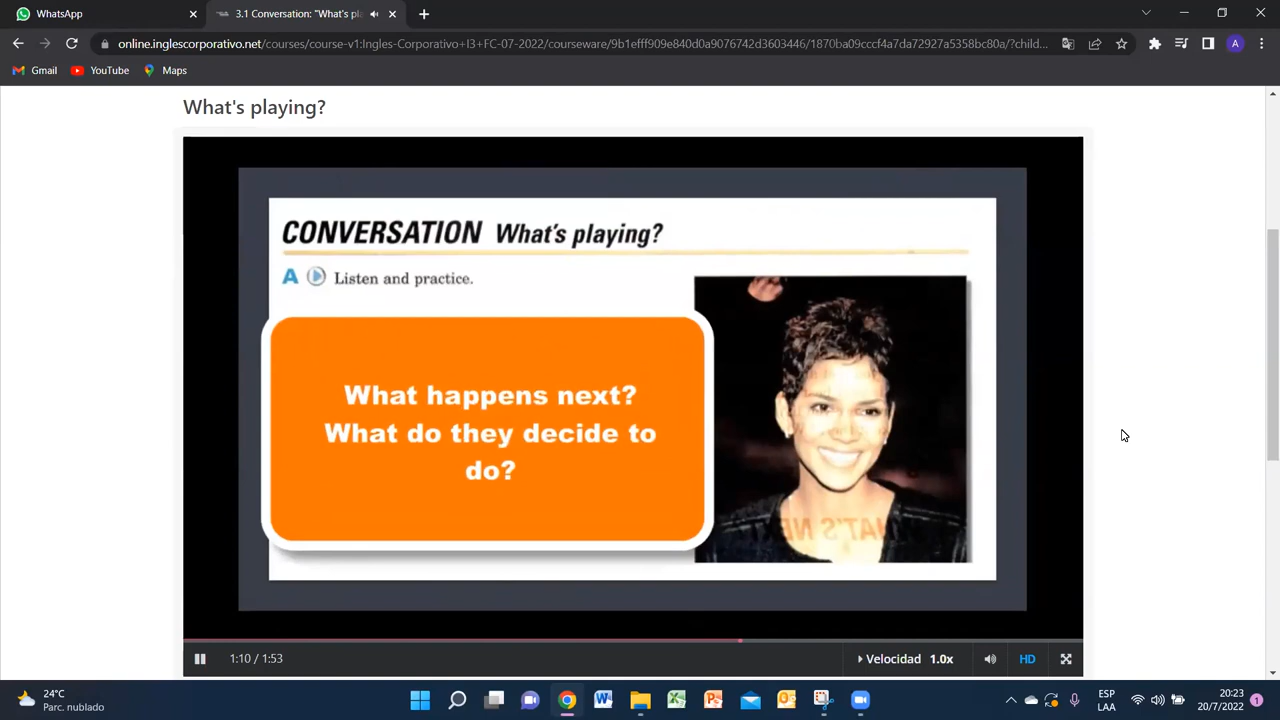 WhatsApp
3.1 Conversation: "What's pl
online.inglescorporativo.net/courses/course-v1:Ingles-Corporativo+I3+FC-07-2022/courseware/9b1efff909e840d0a9076742d3603446/1870ba09cccf4a7da72927a5358bc80a/?child...
A
Gmail
YouTube
Maps
What's playing?
CONVERSATION What's playing?
A Listen and practice.
What happens next?
What do they decide to
do?
1:10 / 1:53
Velocidad 1.0x
HD
24°C
Parc. nublado
ESP
LAA
20:23
20/7/2022
1